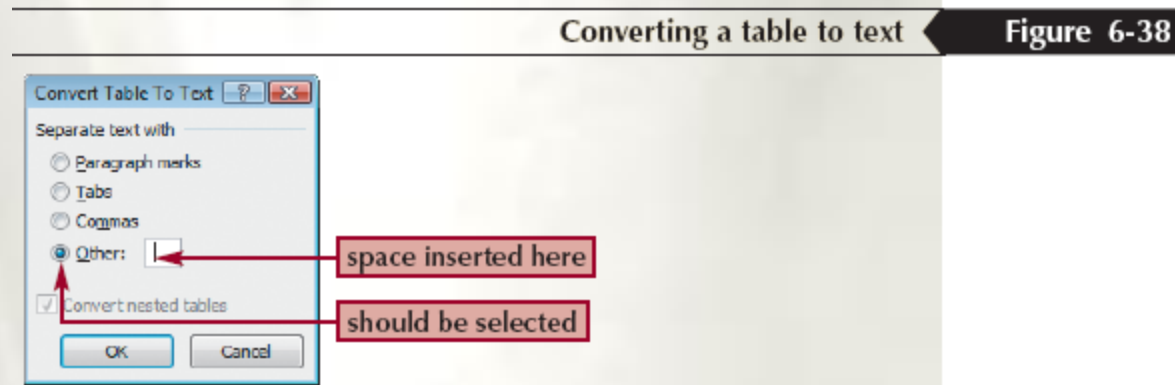 Converting a table to text Figure 6-38
Convert Table To Text ?
Separate text with
Paragraph marks
Tabs
Commas
Other:
space inserted here
Convert nested tables
should be selected
OK Cancel